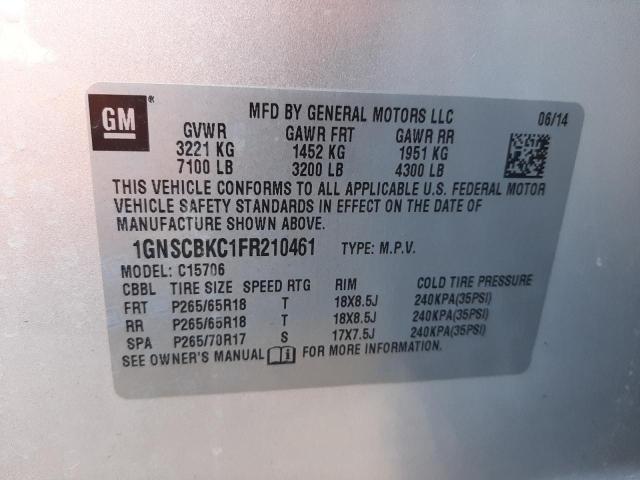 GM ® MFD BY GENERAL MOTORS LLC 06/14
GVWR GAWR FRT GAWR RR
3221 KG 1452 KG 1951 KG
7100 LB 3200 LB 4300 LB
THIS VEHICLE CONFORMS TO ALL APPLICABLE U.S. FEDERAL MOTOR
VEHICLE SAFETY STANDARDS IN EFFECT ON THE DATE OF
MANUFACTURE SHOWN ABOVE.
1GNSCBKC1FR210461 TYPE: M.P.V.
MODEL: C15706
CBBL TIRE SIZE SPEED RTG RIM COLD TIRE PRESSURE
FRT P265/65R18 T 18X8.5J 240KPA(35PSI)
RR P265/65R18 T 18X8.5J 240KPA(35PSI)
SPA P265/70R17 S 17X7.5J 240KPA(35PSI)
SEE OWNER'S MANUAL i FOR MORE INFORMATION.